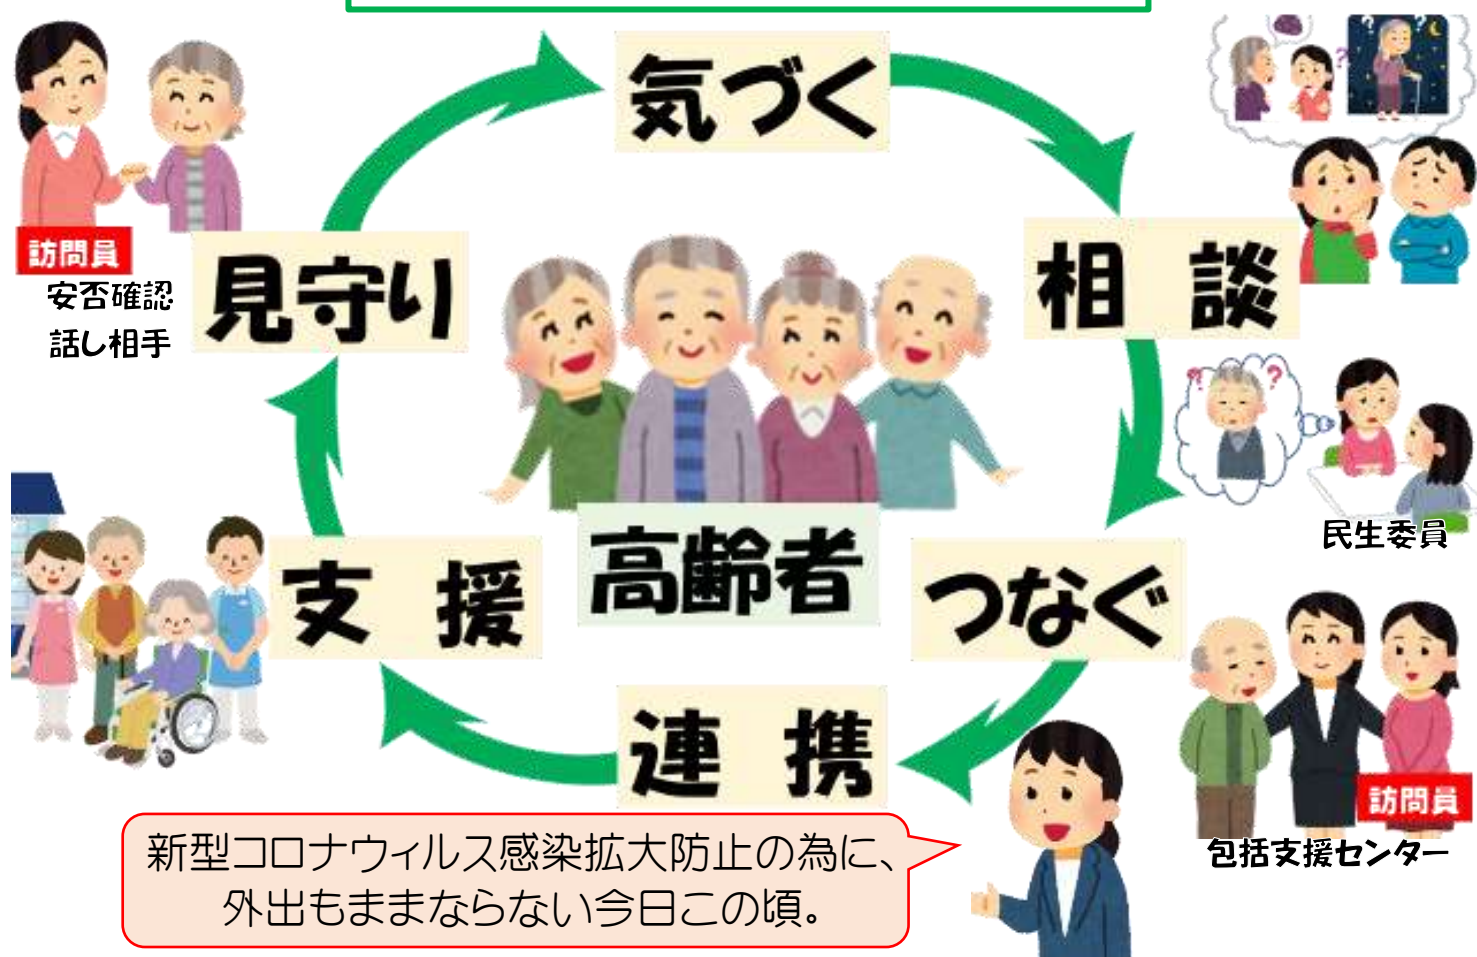 気づく
相 談
民生委員
つなぐ
訪問員
包括支援センター
連 携
支 援
見守り
訪問員
安否確認
話し相手
高齢者
新型コロナウィルス感染拡大防止の為に、
外出もままならない今日この頃。